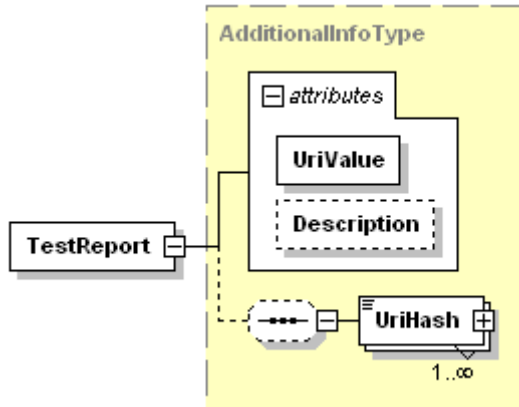 AdditionalInfoType
attributes
UriValue
Description
TestReport
UriHash
1..∞